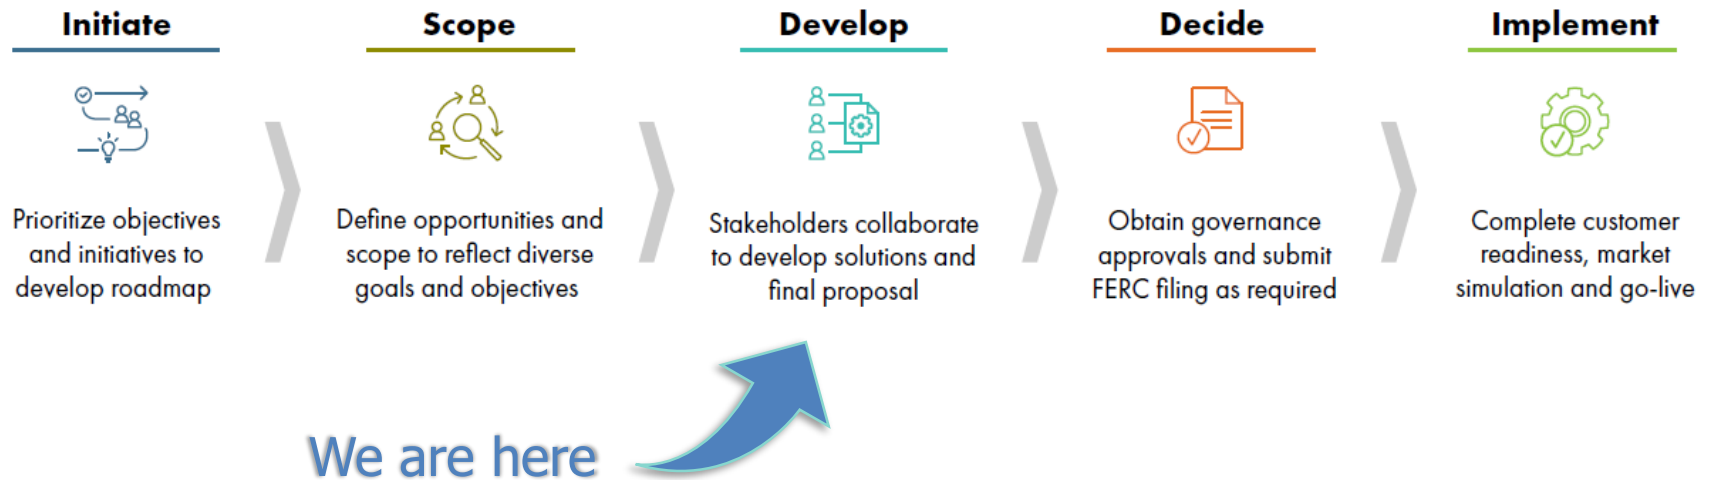 Initiate
Prioritize objectives
and initiatives to
develop roadmap
Scope
Define opportunities and
scope to reflect diverse
goals and objectives
Develop
Stakeholders collaborate
to develop solutions and
final proposal
Decide
Obtain governance
approvals and submit
FERC filing as required
Implement
Complete customer
readiness, market
simulation and go-live
We are here